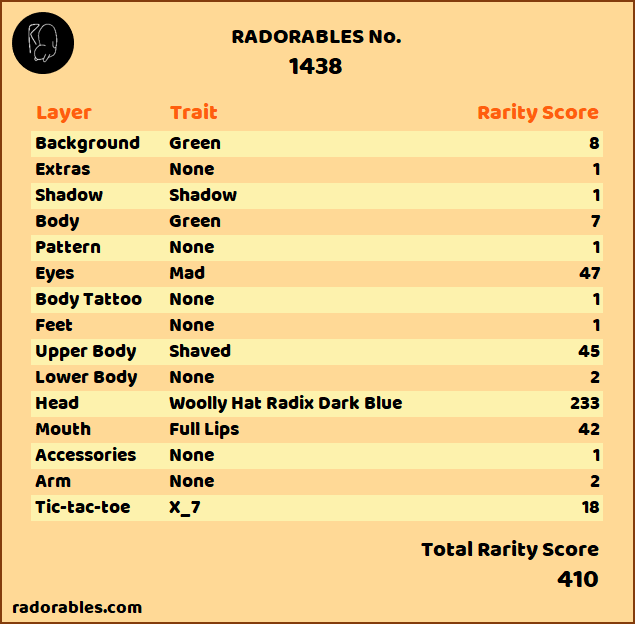 RADORABLES No.
1438
Layer Trait Rarity Score
Background Green 8
Extras None 1
Shadow Shadow 1
Body Green 7
Pattern None 1
Eyes Mad 47
Body Tattoo None 1
Feet None 1
Upper Body Shaved 45
Lower Body None 2
Head Woolly Hat Radix Dark Blue 233
Mouth Full Lips 42
Accessories None 1
Arm None 2
Tic-tac-toe X_7 18
Total Rarity Score
410
radorables.com